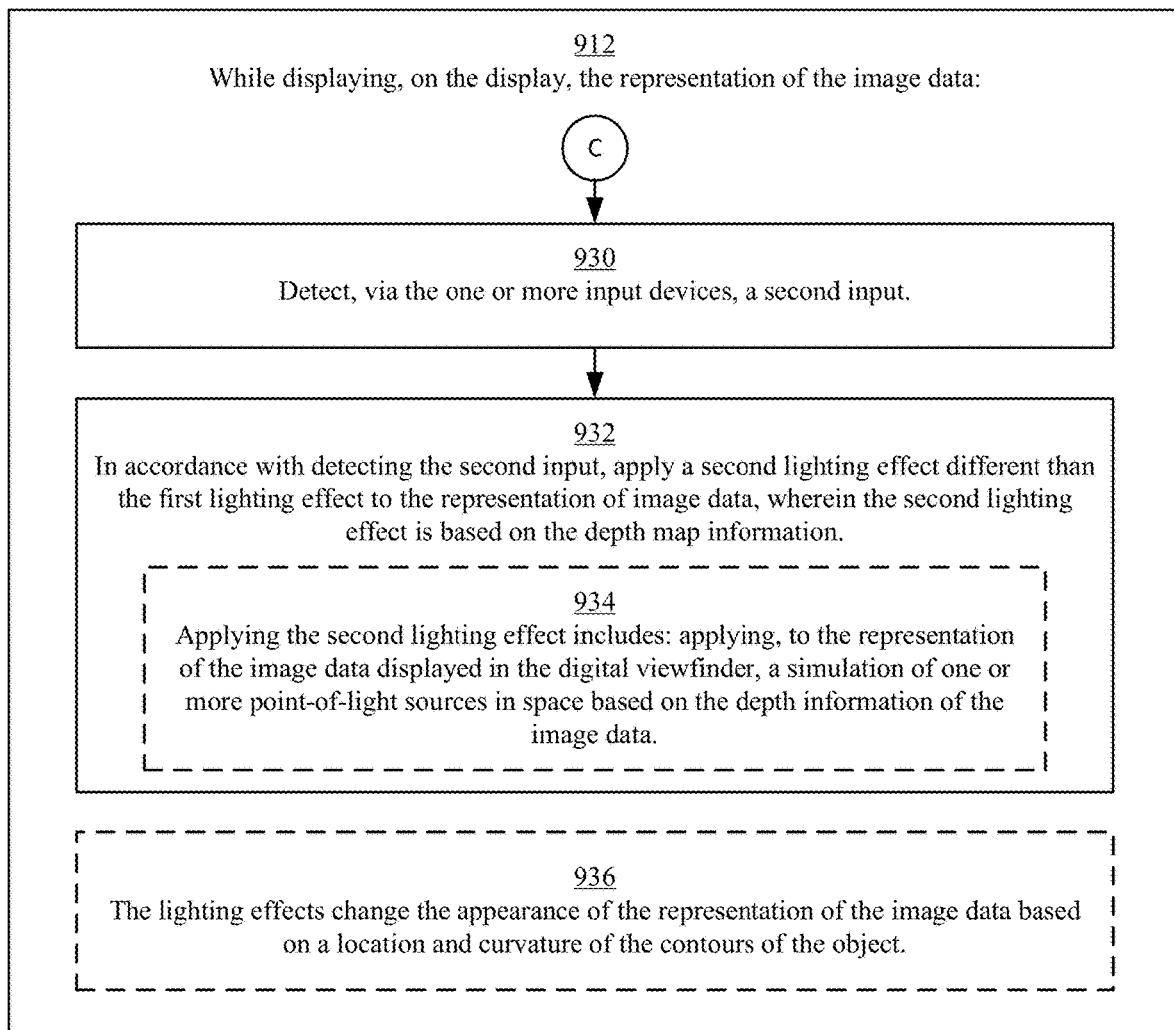 912
While displaying, on the display, the representation of the image data:
C
930
Detect, via the one or more input devices, a second input.
932
In accordance with detecting the second input, apply a second lighting effect different than
the first lighting effect to the representation of image data, wherein the second lighting
effect is based on the depth map information.
934
Applying the second lighting effect includes: applying, to the representation
of the image data displayed in the digital viewfinder, a simulation of one or
more point-of-light sources in space based on the depth information of the
image data.
936
The lighting effects change the appearance of the representation of the image data based
on a location and curvature of the contours of the object.